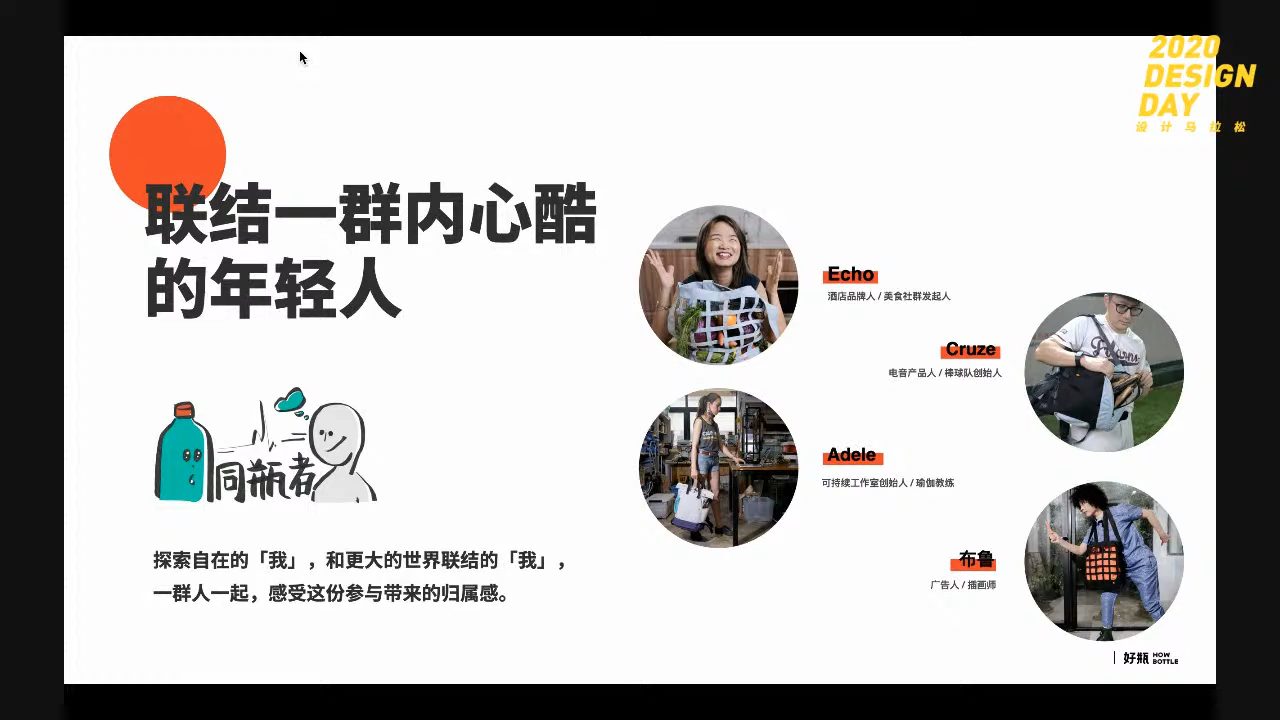 2020
DESIGN
DAY
设计马拉松
联结一群内心酷
的年轻人
同瓶者
探索自在的「我」，和更大的世界联结的「我」，
一群人一起，感受这份参与带来的归属感。
Echo
酒店品牌人 / 美食社群发起人
Cruze
电音产品人 / 棒球队创始人
Adele
可持续工作室创始人 / 瑜伽教练
布鲁
广告人 / 插画师
好瓶 HOW
BOTTLE